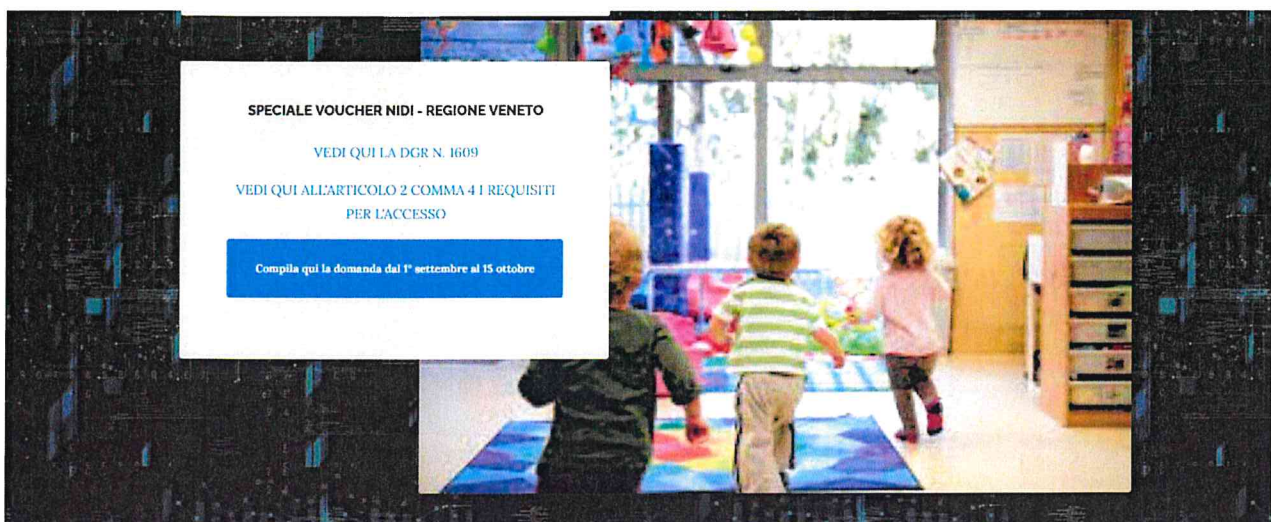 SPECIALE VOUCHER NIDI - REGIONE VENETO
VEDI QUI LA DGR N. 1609
VEDI QUI ALL'ARTICOLO 2 COMMA 4 I REQUISITI
PER L'ACCESSO
Compila qui la domanda dal 1° settembre al 15 ottobre